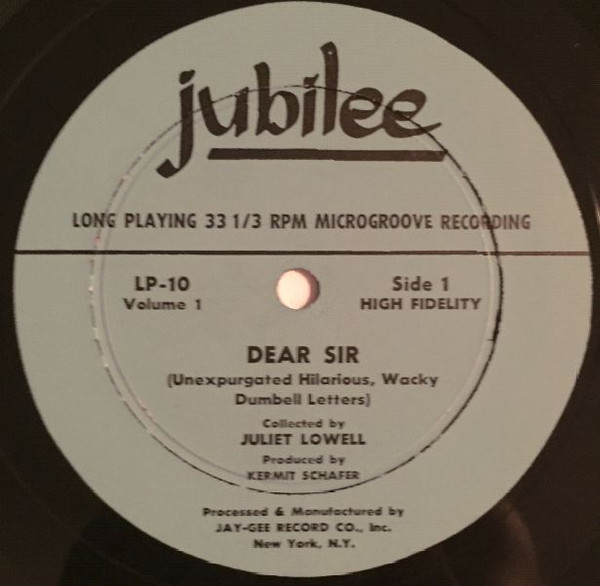 jubilee
LONG PLAYING 33 1/3 RPM MICROGROOVE RECORDING
LP-10 Side 1
Volume 1 HIGH FIDELITY
DEAR SIR
(Unexpurgated Hilarious, Wacky
Dumbell Letters)
Collected by
JULIET LOWELL
Produced by
KERMIT SCHAFER
Processed & Manufactured by
JAY-GEE RECORD CO., Inc.
New York, N.Y.